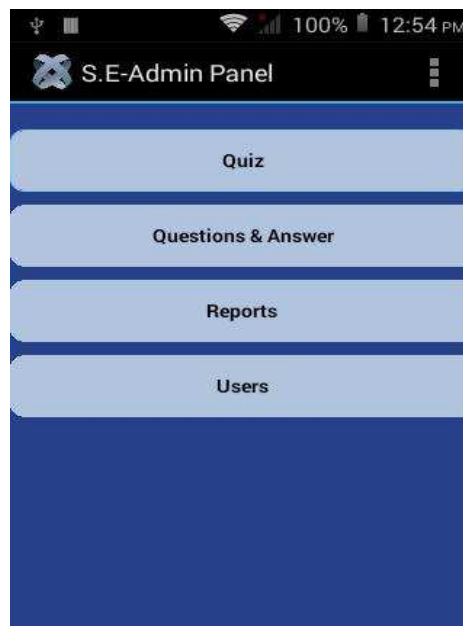 100% 12:54 PM
S.E-Admin Panel
Quiz
Questions & Answer
Reports
Users